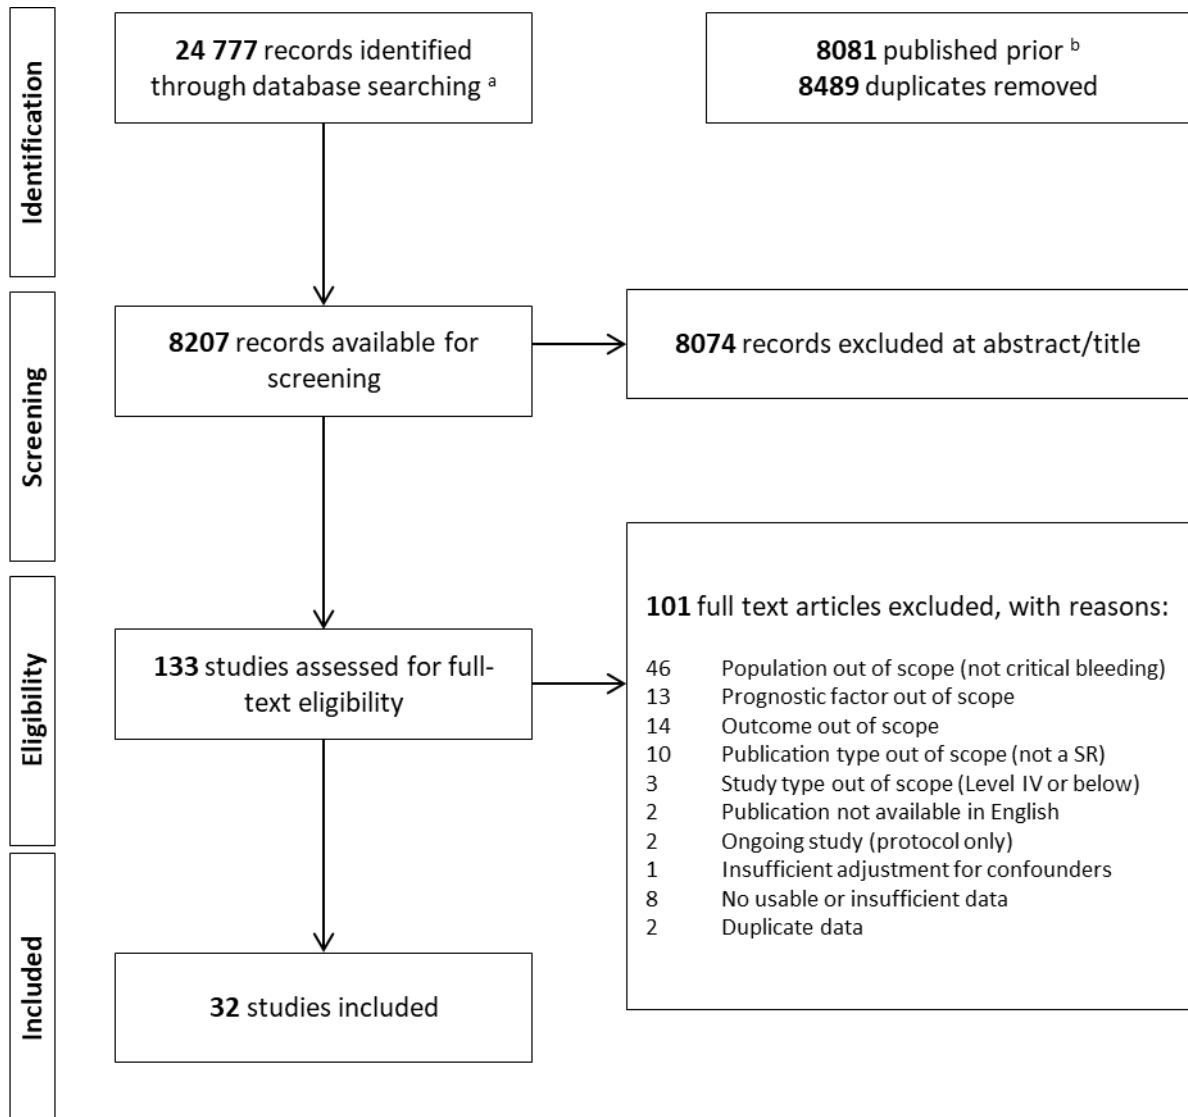 Identification
24 777 records identified
through database searching a
8081 published prior b
8489 duplicates removed
Screening
8207 records available for
screening
8074 records excluded at abstract/title
Eligibility
133 studies assessed for full-
text eligibility
101 full text articles excluded, with reasons:
46 Population out of scope (not critical bleeding)
13 Prognostic factor out of scope
14 Outcome out of scope
10 Publication type out of scope (not a SR)
3 Study type out of scope (Level IV or below)
2 Publication not available in English
2 Ongoing study (protocol only)
1 Insufficient adjustment for confounders
8 No usable or insufficient data
2 Duplicate data
Included
32 studies included